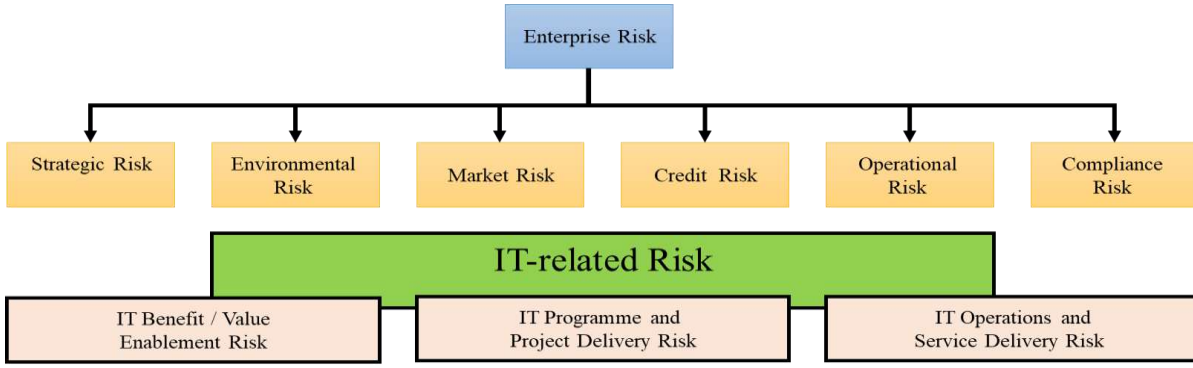 Enterprise Risk
Strategic Risk
Environmental
Risk
Market Risk
Credit Risk
Operational
Risk
Compliance
Risk
IT-related Risk
IT Benefit / Value
Enablement Risk
IT Programme and
Project Delivery Risk
IT Operations and
Service Delivery Risk